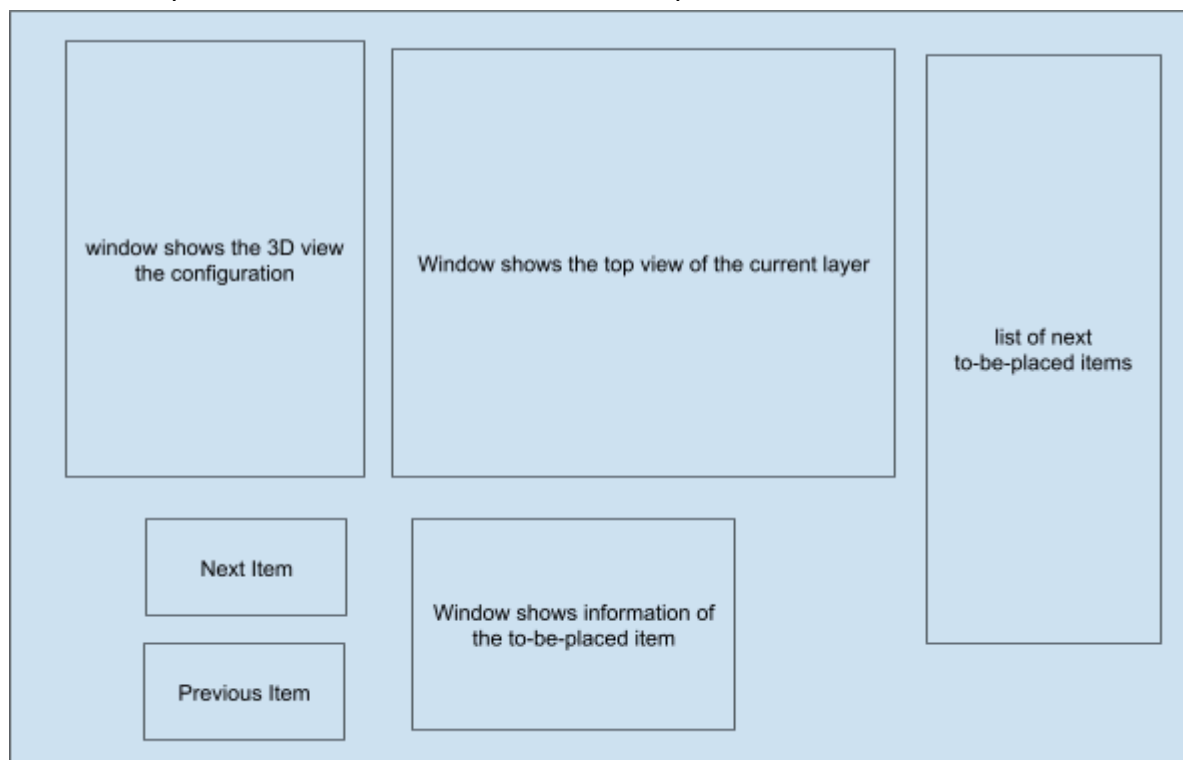 window shows the 3D view
the configuration
Window shows the top view of the current layer
list of next
to-be-placed items
Next Item
Window shows information of
the to-be-placed item
Previous Item